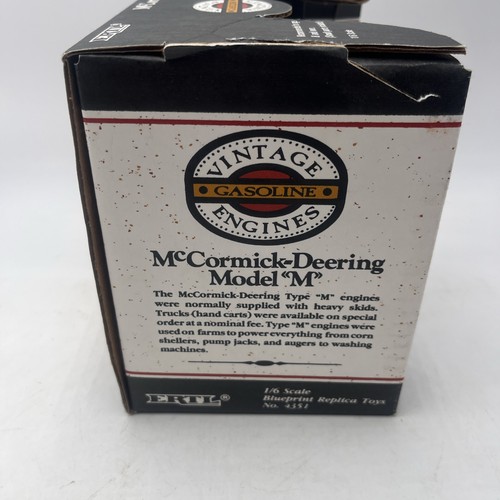 VINTAGE
GASOLINE
ENGINES
McCormick-Deering
Model "M"
The McCormick-Deering Type "M" engines
were normally supplied with heavy skids.
Trucks (hand carts) were available on special
order at a nominal fee. Type "M" engines were
used on farms to power everything from corn
shellers, pump jacks, and augers to washing
machines.
ERTL®
1/6 Scale
Blueprint Replica Toys
No. 4351